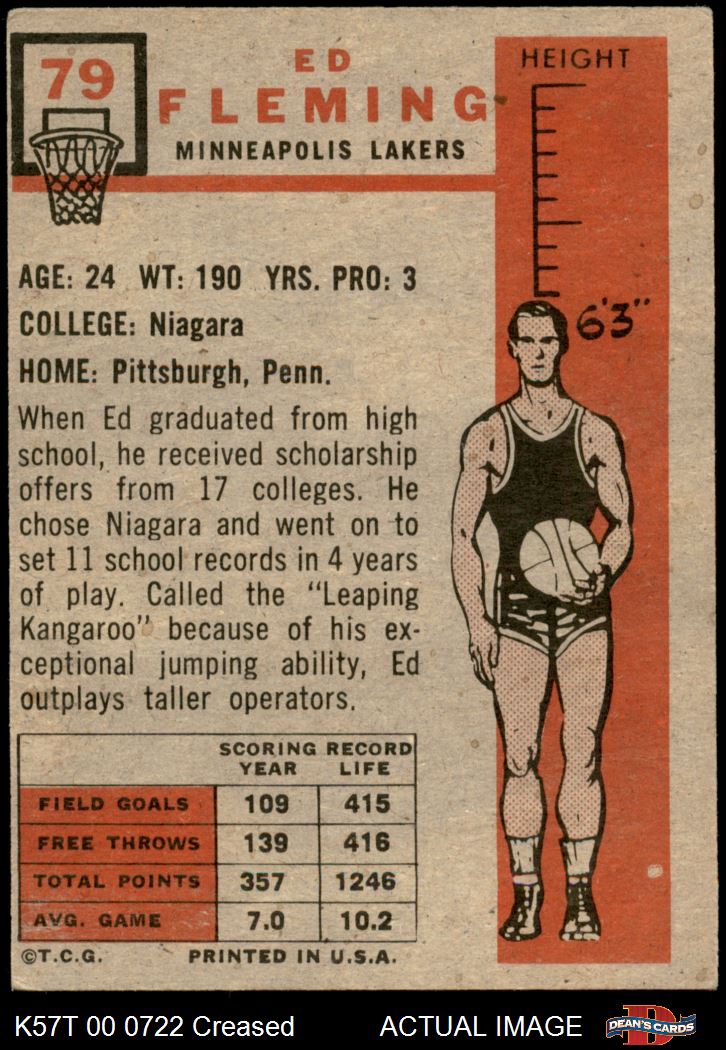 79
ED
FLEMING
MINNEAPOLIS LAKERS
HEIGHT
6'3"
AGE: 24 WT: 190 YRS. PRO: 3
COLLEGE: Niagara
HOME: Pittsburgh, Penn.
When Ed graduated from high
school, he received scholarship
offers from 17 colleges. He
chose Niagara and went on to
set 11 school records in 4 years
of play. Called the "Leaping
Kangaroo" because of his ex-
ceptional jumping ability, Ed
outplays taller operators.
SCORING RECORD
YEAR LIFE
FIELD GOALS 109 415
FREE THROWS 139 416
TOTAL POINTS 357 1246
AVG. GAME 7.0 10.2
©T.C.G. PRINTED IN U.S.A.
K57T 00 0722 Creased ACTUAL IMAGE
D
DEAN'S CARDS